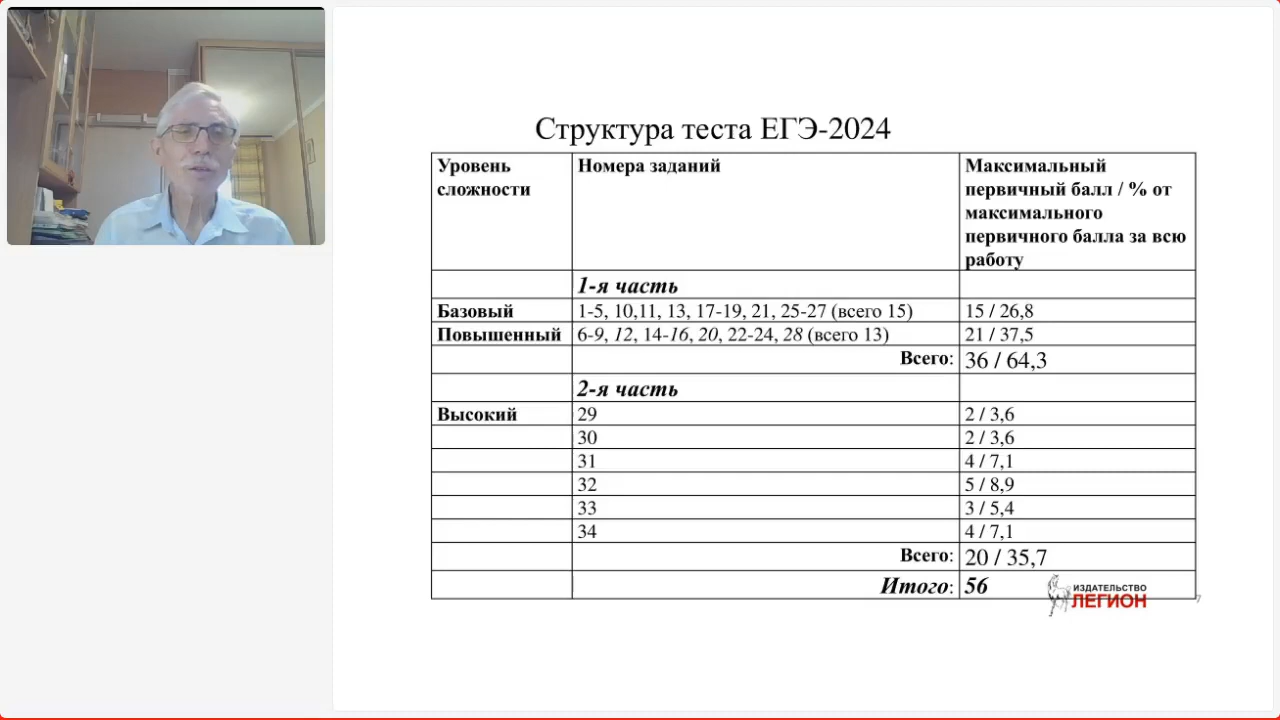 Структура теста ЕГЭ-2024
Уровень сложности
Номера заданий
Максимальный первичный балл / % от максимального первичного балла за всю работу
1-я часть
Базовый 1-5, 10,11, 13, 17-19, 21, 25-27 (всего 15) 15 / 26,8
Повышенный 6-9, 12, 14-16, 20, 22-24, 28 (всего 13) 21 / 37,5
Всего: 36 / 64,3
2-я часть
Высокий 29 2 / 3,6
30 2 / 3,6
31 4 / 7,1
32 5 / 8,9
33 3 / 5,4
34 4 / 7,1
Всего: 20 / 35,7
Итого: 56
ИЗДАТЕЛЬСТВО
ЛЕГИОН
7